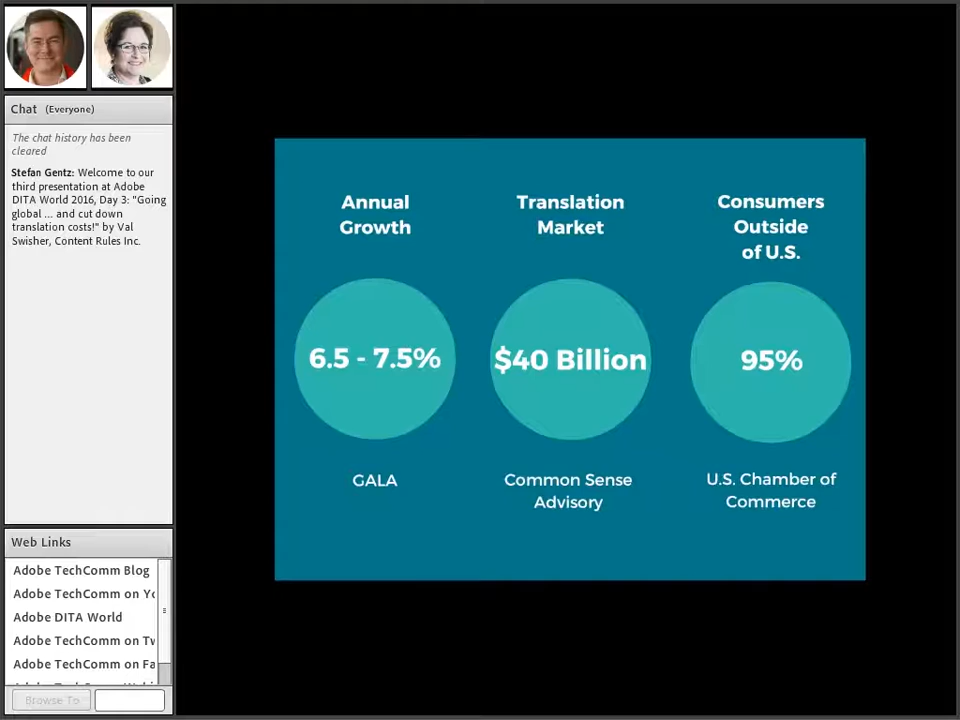 Chat (Everyone)
The chat history has been
cleared
Stefan Gentz: Welcome to our
third presentation at Adobe
DITA World 2016, Day 3: "Going
global ... and cut down
translation costs!" by Val
Swisher, Content Rules Inc.
Web Links
Adobe TechComm Blog
Adobe TechComm on Yo
Adobe DITA World
Adobe TechComm on Tw
Adobe TechComm on Fa
Browse To
Annual
Growth
6.5 - 7.5%
GALA
Translation
Market
$40 Billion
Common Sense
Advisory
Consumers
Outside
of U.S.
95%
U.S. Chamber of
Commerce